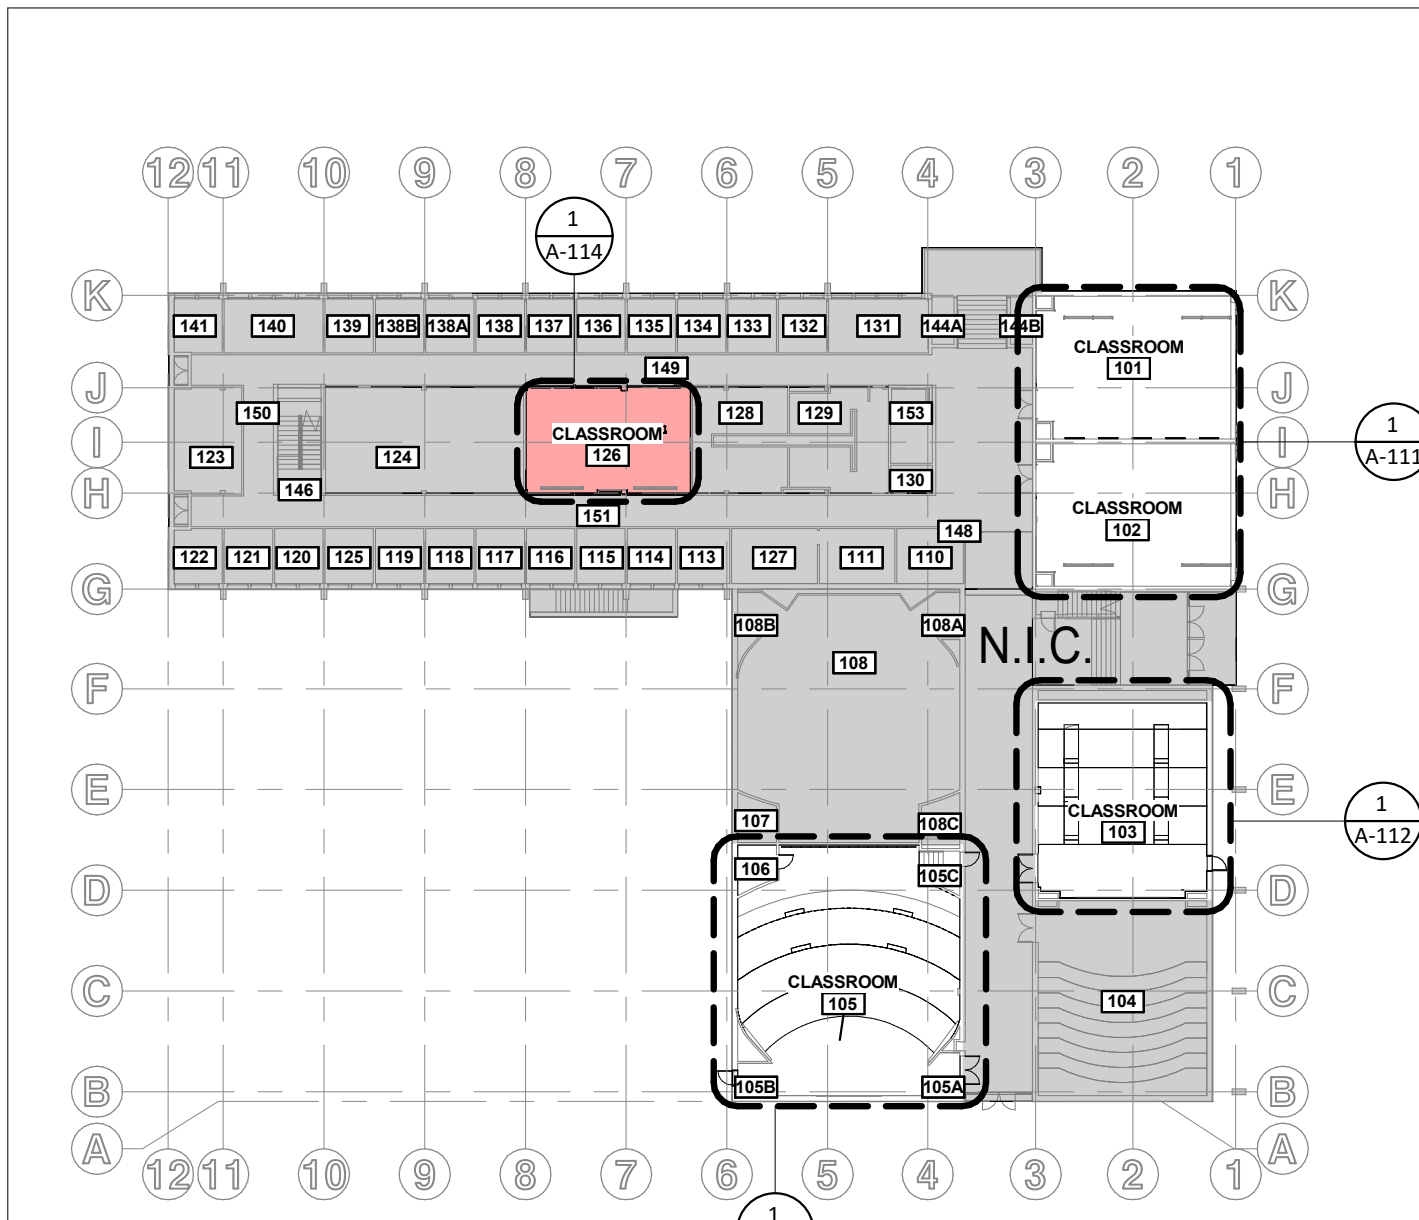 12 11 10 9 8 7 6 5 4 3 2 1
1
A-114
K K
141 140 139 138B 138A 138 137 136 135 134 133 132 131 144A 144B
CLASSROOM
101
149
J J
150 128 129 153
CLASSROOM
126
1
A-111
I I
123 124
130
146
H H
CLASSROOM
102
151
148
122 121 120 125 119 118 117 116 115 114 113 127 111 110
G G
108B 108A
N.I.C.
108
F F
E E
CLASSROOM
103
1
A-112
107 108C
106 105C
D D
CLASSROOM
105
104
C C
105B 105A
B B
A A
12 11 10 9 8 7 6 5 4 3 2 1
1